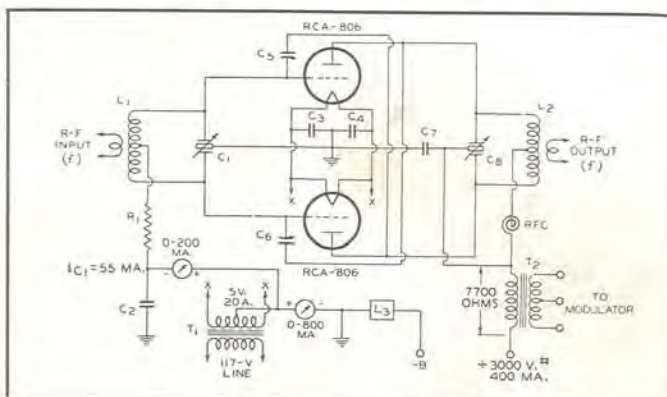 RCA-806
C5
L1
L2
C3 C4
C7
R-F INPUT (f)
C1
C8
R-F OUTPUT (f)
X X
R1
RFC
C6
0-200 MA.
RCA-806
T2
IC1 = 55 MA.
+
7700 OHMS
X 5V. 20A. X
+ -
C2
L3
TO MODULATOR
T1
0-800 MA
117-V LINE
-B
+3000 V.#
400 MA.